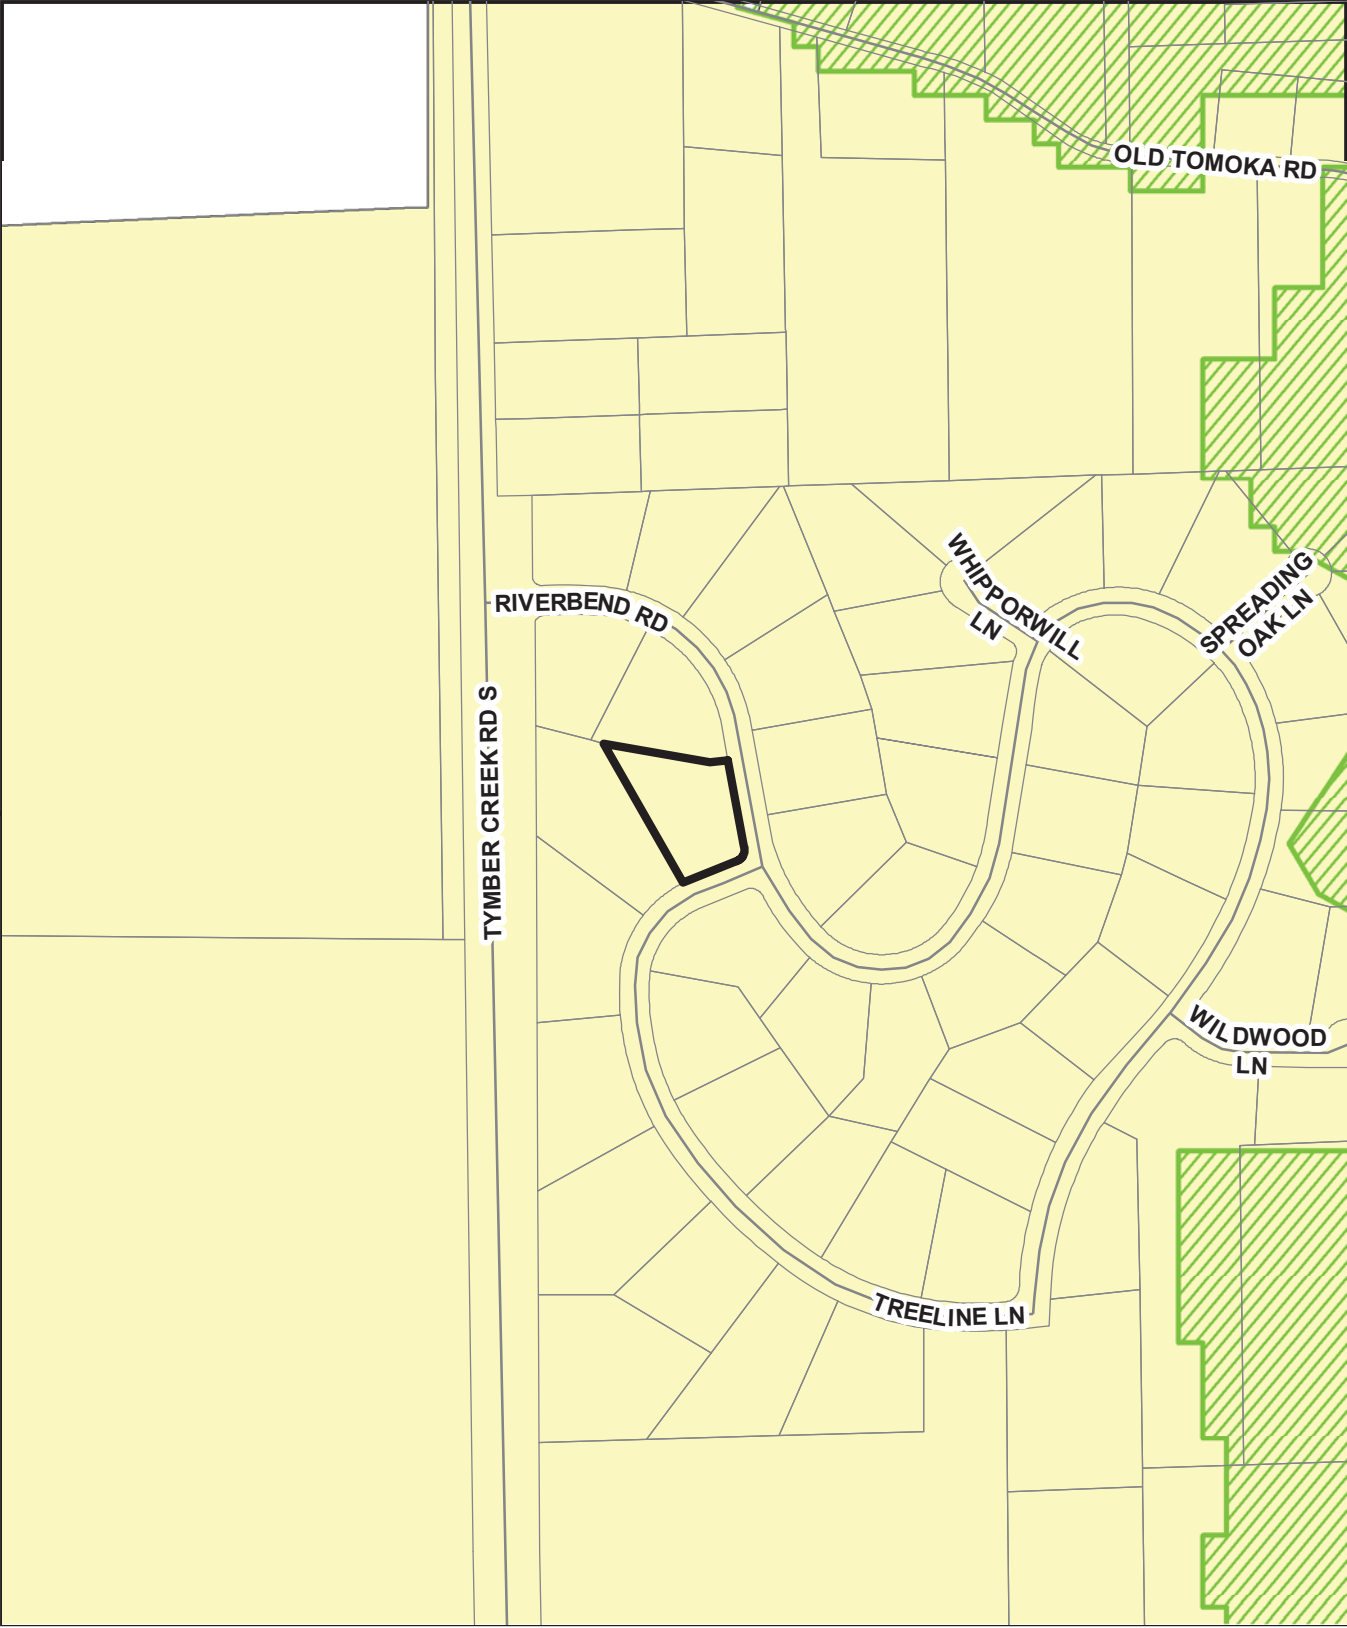 OLD TOMOKA RD
WHIPPORWILL
LN
SPREADING
OAK LN
RIVERBEND RD
TYMBER CREEK RD S
WILDWOOD
LN
TREELINE LN